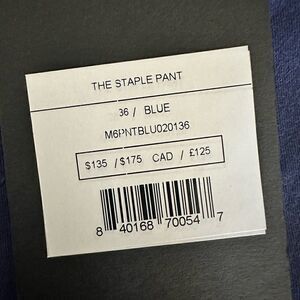 THE STAPLE PANT
36 / BLUE
M6PNTBLU020136
$135 / $175 CAD / £125
8 40168 70054 7